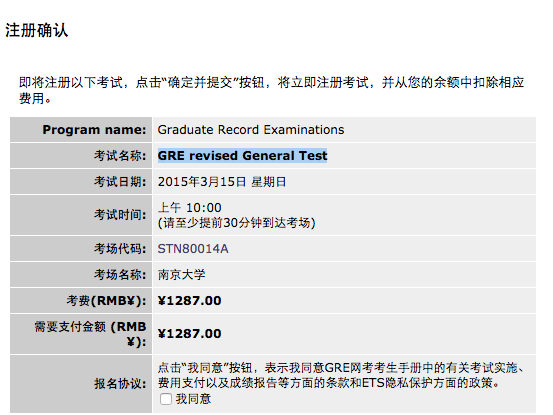 注册确认
即将注册以下考试，点击“确定并提交”按钮，将立即注册考试，并从您的余额中扣除相应
费用。
Program name: Graduate Record Examinations
考试名称: GRE revised General Test
考试日期: 2015年3月15日 星期日
考试时间: 上午 10:00
(请至少提前30分钟到达考场)
考场代码: STN80014A
考场名称: 南京大学
考费(RMB¥): ¥1287.00
需要支付金额 (RMB
¥): ¥1287.00
报名协议: 点击“我同意”按钮，表示我同意GRE网考考生手册中的有关考试实施、
费用支付以及成绩报告等方面的条款和ETS隐私保护方面的政策。
我同意